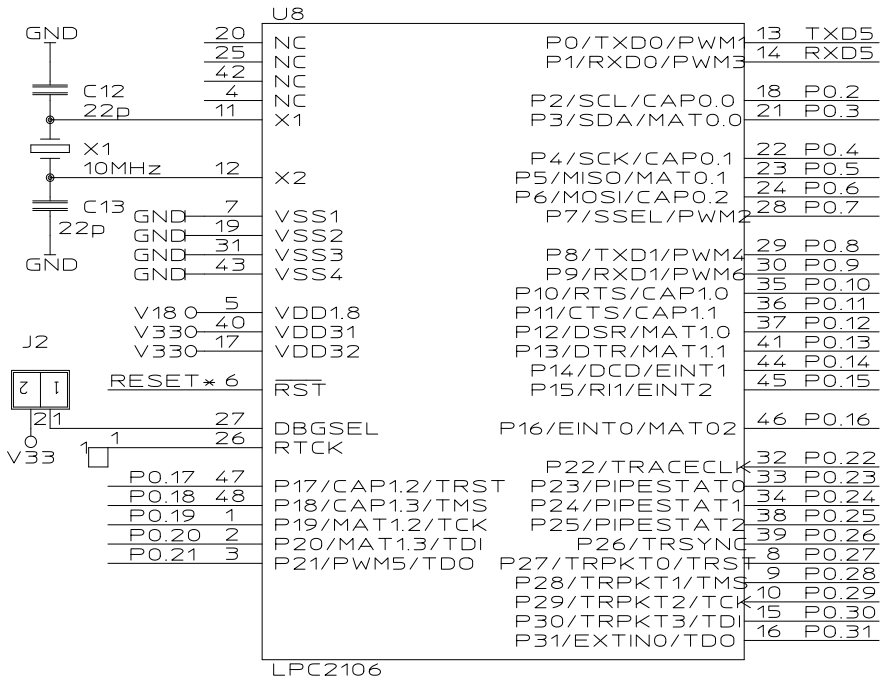 U8
GND
C12
22p
X1
10MHz
C13
22p
GND
20 NC
25 NC
42 NC
4 NC
11 X1
12 X2
GND 7 VSS1
GND 19 VSS2
GND 31 VSS3
GND 43 VSS4
V18 5 VDD1.8
V33 40 VDD31
V33 17 VDD32
RESET* 6 RST
J2
2 1
2 1
V33
27 DBGSEL
1 1 26 RTCK
P0.17 47 P17/CAP1.2/TRST
P0.18 48 P18/CAP1.3/TMS
P0.19 1 P19/MAT1.2/TCK
P0.20 2 P20/MAT1.3/TDI
P0.21 3 P21/PWM5/TDO
P0/TXD0/PWM1 13 TXD5
P1/RXD0/PWM3 14 RXD5
P2/SCL/CAP0.0 18 P0.2
P3/SDA/MAT0.0 21 P0.3
P4/SCK/CAP0.1 22 P0.4
P5/MISO/MAT0.1 23 P0.5
P6/MOSI/CAP0.2 24 P0.6
P7/SSEL/PWM2 28 P0.7
P8/TXD1/PWM4 29 P0.8
P9/RXD1/PWM6 30 P0.9
P10/RTS/CAP1.0 35 P0.10
P11/CTS/CAP1.1 36 P0.11
P12/DSR/MAT1.0 37 P0.12
P13/DTR/MAT1.1 41 P0.13
P14/DCD/EINT1 44 P0.14
P15/RI1/EINT2 45 P0.15
P16/EINT0/MAT02 46 P0.16
P22/TRACECLK 32 P0.22
P23/PIPESTAT0 33 P0.23
P24/PIPESTAT1 34 P0.24
P25/PIPESTAT2 38 P0.25
P26/TRSYNC 39 P0.26
P27/TRPKT0/TRST 8 P0.27
P28/TRPKT1/TMS 9 P0.28
P29/TRPKT2/TCK 10 P0.29
P30/TRPKT3/TDI 15 P0.30
P31/EXTIN0/TDO 16 P0.31
LPC2106